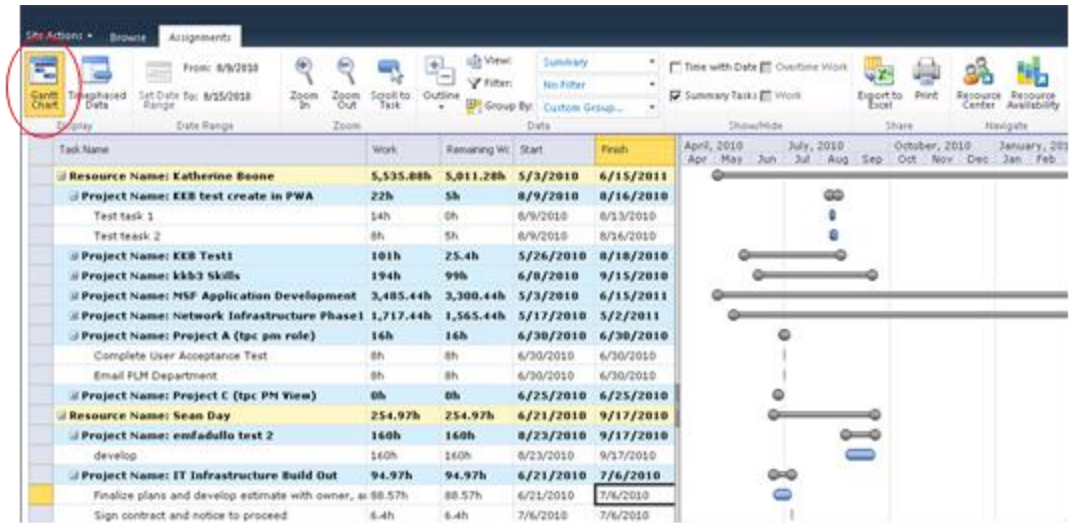 Site Actions Browse Assignments
From: 8/9/2010
Set Date Range To: 8/15/2010
Gantt Chart
Timephased Data
Zoom In
Zoom Out
Scroll to Task
Outline
View: Summary
Filter: No Filter
Group By: Custom Group...
Time with Date Overtime Work
Summary Tasks Work
Export to Excel
Print
Resource Center
Resource Availability
Display Date Range Zoom Data Show/Hide Share Navigate
Task Name Work Remaining Wc Start Finish
April, 2010 July, 2010 October, 2010 January, 201
Apr May Jun Jul Aug Sep Oct Nov Dec Jan Feb
Resource Name: Katherine Boone 5,535.88h 5,011.28h 5/3/2010 6/15/2011
Project Name: KKB test create in PWA 22h 5h 8/9/2010 8/16/2010
Test task 1 14h 0h 8/9/2010 8/13/2010
Test teask 2 8h 5h 8/9/2010 8/16/2010
Project Name: KKB Test1 101h 25.4h 5/26/2010 8/18/2010
Project Name: kkb3 Skills 194h 99h 6/8/2010 9/15/2010
Project Name: MSF Application Development 3,485.44h 3,300.44h 5/3/2010 6/15/2011
Project Name: Network Infrastructure Phase1 1,717.44h 1,565.44h 5/17/2010 5/2/2011
Project Name: Project A (tpc pm role) 16h 16h 6/30/2010 6/30/2010
Complete User Acceptance Test 8h 8h 6/30/2010 6/30/2010
Email PLM Department 8h 8h 6/30/2010 6/30/2010
Project Name: Project C (tpc PM View) 0h 0h 6/25/2010 6/25/2010
Resource Name: Sean Day 254.97h 254.97h 6/21/2010 9/17/2010
Project Name: emfadullo test 2 160h 160h 8/23/2010 9/17/2010
develop 160h 160h 8/23/2010 9/17/2010
Project Name: IT Infrastructure Build Out 94.97h 94.97h 6/21/2010 7/6/2010
Finalize plans and develop estimate with owner, a 88.57h 88.57h 6/21/2010 7/6/2010
Sign contract and notice to proceed 6.4h 6.4h 7/6/2010 7/6/2010